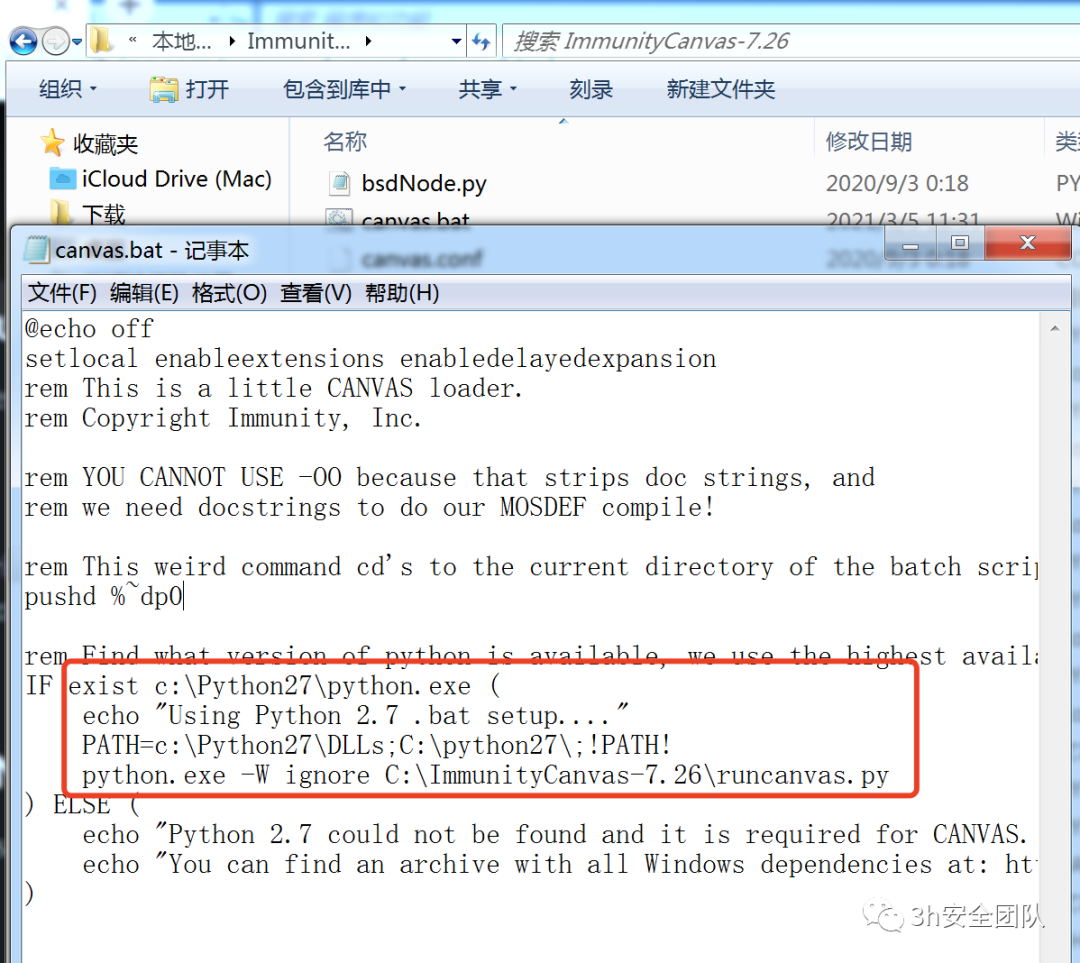 « 本地... ▸ Immunit... ▸ 搜索 ImmunityCanvas-7.26
组织 打开 包含到库中 共享 刻录 新建文件夹
收藏夹
iCloud Drive (Mac)
下载
名称 修改日期
bsdNode.py 2020/9/3 0:18 PY
canvas.bat 2021/3/5 11:31
canvas.conf 2020/9/3 0:18
canvas.bat - 记事本
文件(F) 编辑(E) 格式(O) 查看(V) 帮助(H)
@echo off
setlocal enableextensions enabledelayedexpansion
rem This is a little CANVAS loader.
rem Copyright Immunity, Inc.
rem YOU CANNOT USE -OO because that strips doc strings, and
rem we need docstrings to do our MOSDEF compile!
rem This weird command cd's to the current directory of the batch scrip
pushd %~dp0
rem Find what version of python is available, we use the highest availa
IF exist c:\Python27\python.exe (
echo "Using Python 2.7 .bat setup...."
PATH=c:\Python27\DLLs;C:\python27\;!PATH!
python.exe -W ignore C:\ImmunityCanvas-7.26\runcanvas.py
) ELSE (
echo "Python 2.7 could not be found and it is required for CANVAS.
echo "You can find an archive with all Windows dependencies at: ht
)
3h安全团队